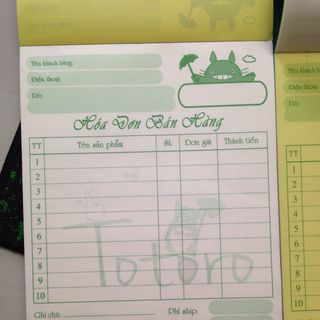 Tên khách hàng:
Điện thoại:
Đ/c:
Hóa Đơn Bán Hàng
TT Tên sản phẩm SL Đơn giá Thành tiền
1
2
3
4
5
6
7
8
9
10
Totoro
Ghi chú: Phí ship:
Tên k
Điện thoại
Đ/c:
TT
1
2
3
4
5
6
7
8
9
10